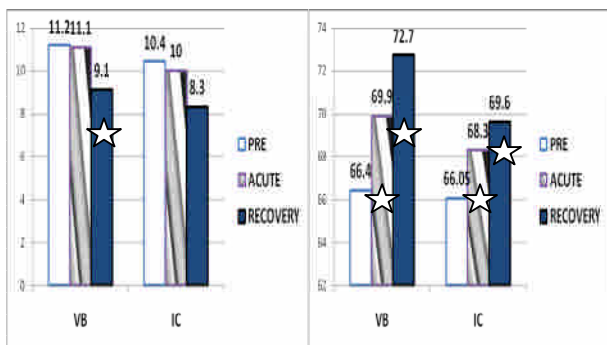 12
10
8
6
4
2
0
11.2
11.1
9.1
10.4
10
8.3
VB
IC
PRE
ACUTE
RECOVERY
74
72
70
68
66
64
62
66.4
69.9
72.7
66.05
68.3
69.6
VB
IC
PRE
ACUTE
RECOVERY